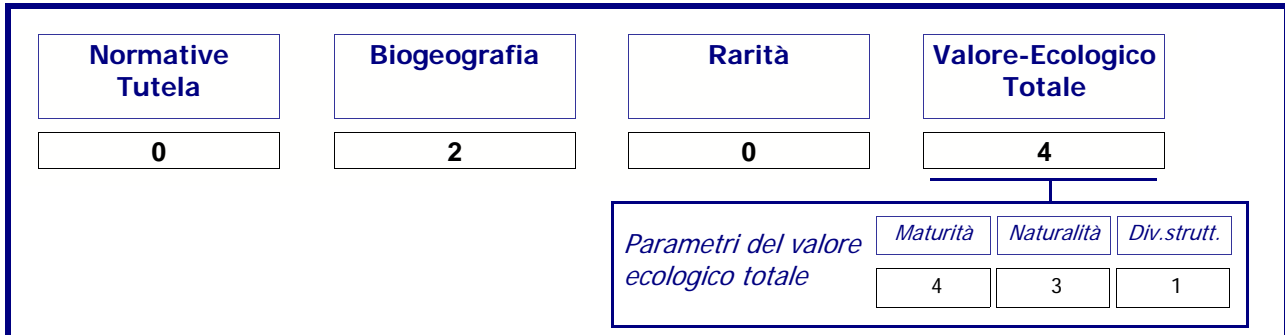 Normative
Tutela
Biogeografia
Rarità
Valore-Ecologico
Totale
0
2
0
4
Parametri del valore
ecologico totale
Maturità
Naturalità
Div.strutt.
4
3
1